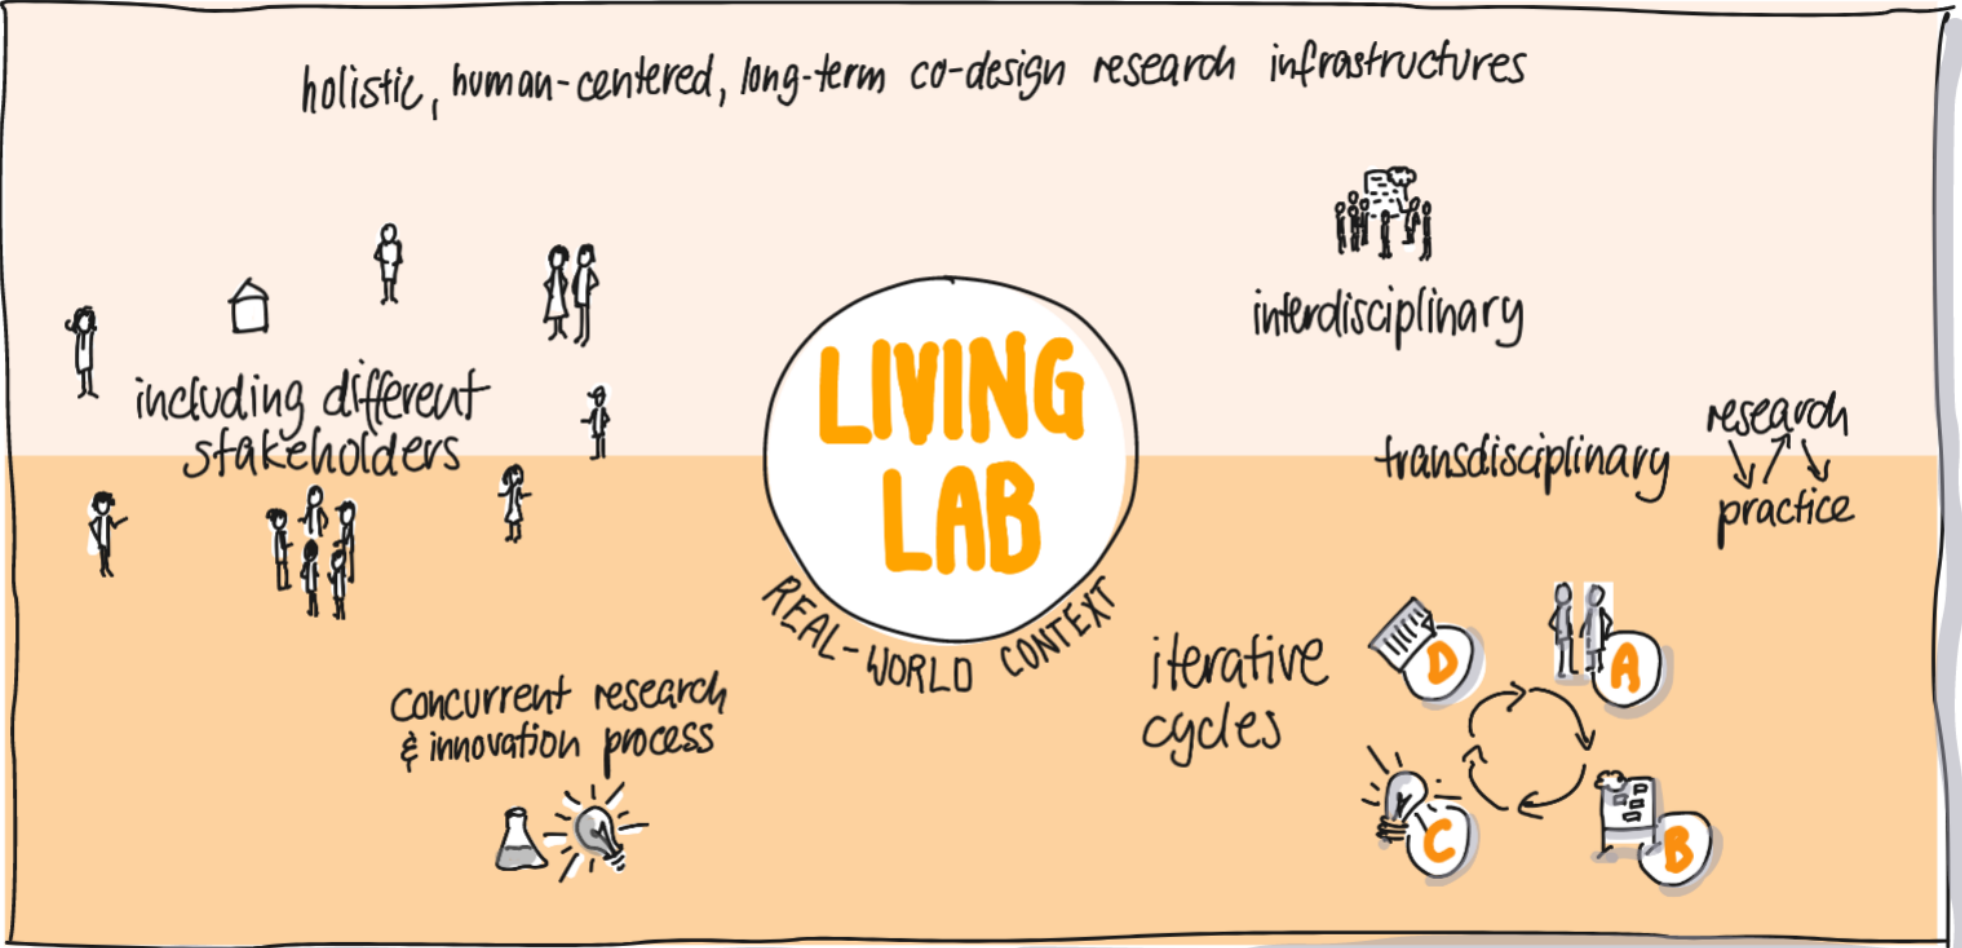 holistic, human-centered, long-term co-design research infrastructures
including different
stakeholders
LIVING
LAB
REAL-WORLD CONTEXT
interdisciplinary
transdisciplinary
research
practice
concurrent research
& innovation process
iterative
cycles
D
A
C
B